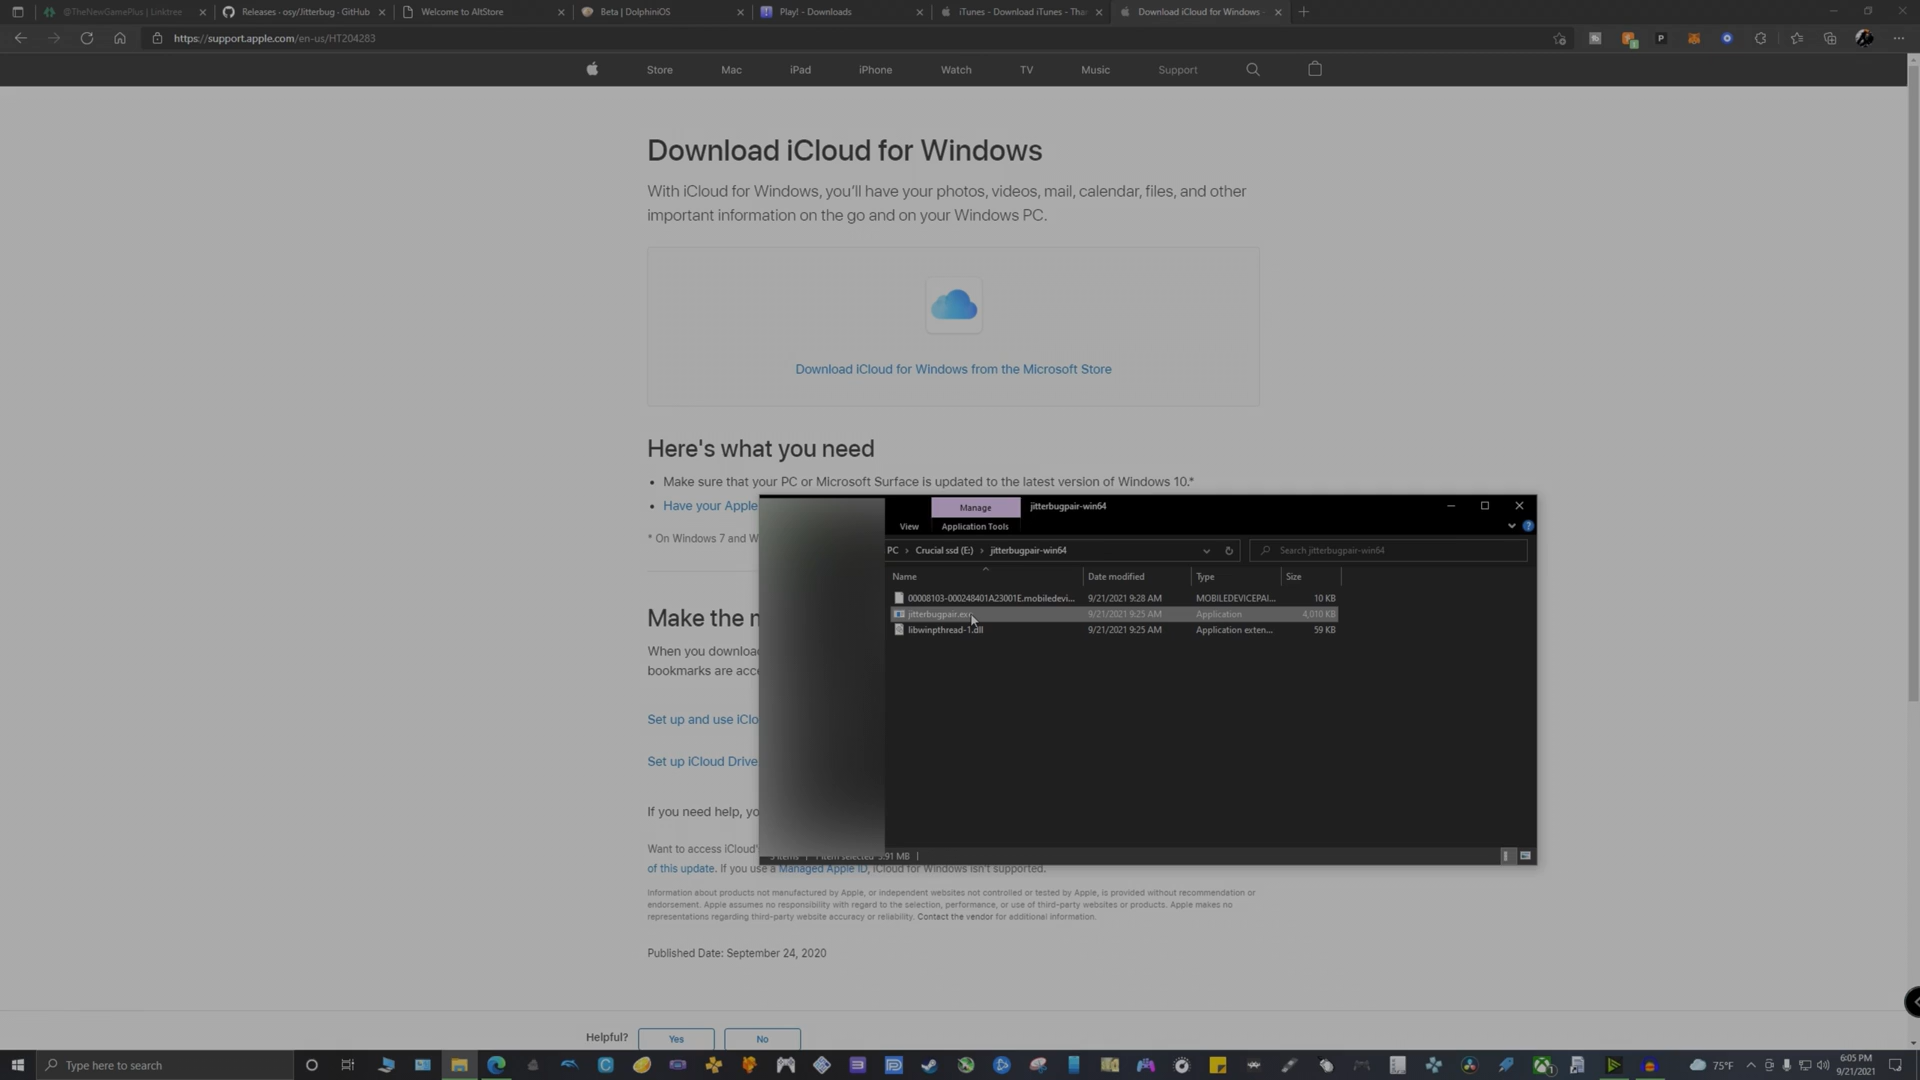 @TheNewGamePlus | Linktree
Releases · osy/Jitterbug · GitHub
Welcome to AltStore
Beta | DolphiniOS
Play! - Downloads
iTunes - Download iTunes - Tha
Download iCloud for Windows
https://support.apple.com/en-us/HT204283
Store
Mac
iPad
iPhone
Watch
TV
Music
Support
Download iCloud for Windows
With iCloud for Windows, you'll have your photos, videos, mail, calendar, files, and other
important information on the go and on your Windows PC.
Download iCloud for Windows from the Microsoft Store
Here's what you need
• Make sure that your PC or Microsoft Surface is updated to the latest version of Windows 10.*
• Have your Apple
* On Windows 7 and W
Make the m
When you download
bookmarks are acce
Set up and use iClo
Set up iCloud Drive
If you need help, yo
Want to access iCloud'
of this update. If you use a Managed Apple ID, iCloud for Windows isn't supported.
Information about products not manufactured by Apple, or independent websites not controlled or tested by Apple, is provided without recommendation or
endorsement. Apple assumes no responsibility with regard to the selection, performance, or use of third-party websites or products. Apple makes no
representations regarding third-party website accuracy or reliability. Contact the vendor for additional information.
Published Date: September 24, 2020
Helpful?
Yes
No
Manage
jitterbugpair-win64
View
Application Tools
PC › Crucial ssd (E:) › jitterbugpair-win64
Search jitterbugpair-win64
Name
Date modified
Type
Size
00008103-000248401A23001E.mobiledevi...
9/21/2021 9:28 AM
MOBILEDEVICEPAI...
10 KB
jitterbugpair.exe
9/21/2021 9:25 AM
Application
4,010 KB
libwinpthread-1.dll
9/21/2021 9:25 AM
Application exten...
59 KB
3 items
1 item selected 3.91 MB
Type here to search
75°F
6:05 PM
9/21/2021